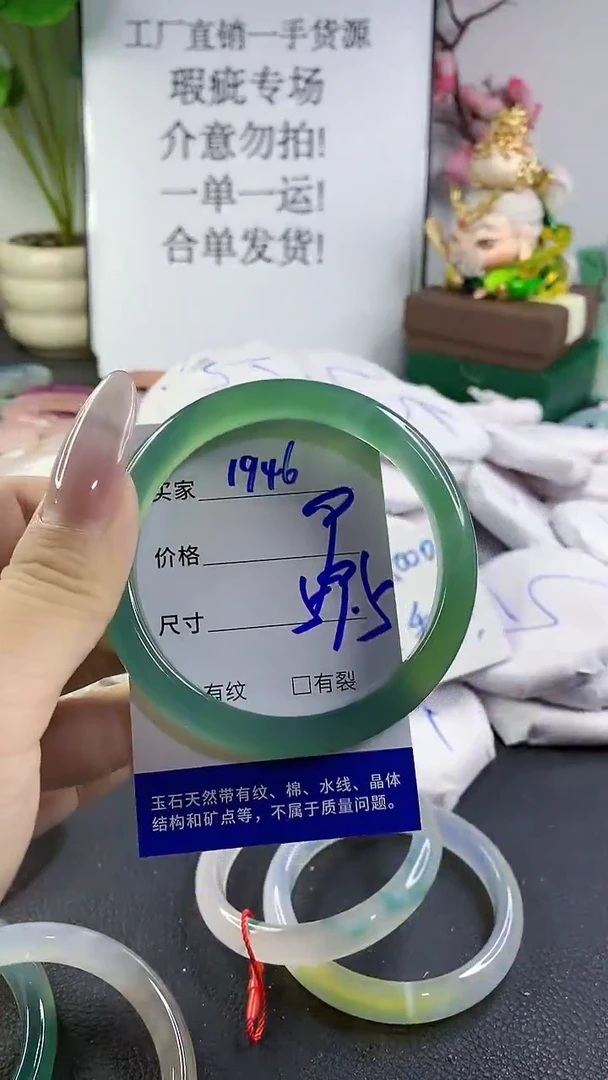 工厂直销一手货源
瑕疵专场
介意勿拍!
一单一运!
合单发货!
买家 1946
价格
尺寸
有纹 □有裂
玉石天然带有纹、棉、水线、晶体
结构和矿点等，不属于质量问题。